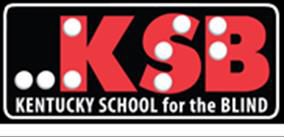 KSB
KENTUCKY SCHOOL for the BLIND